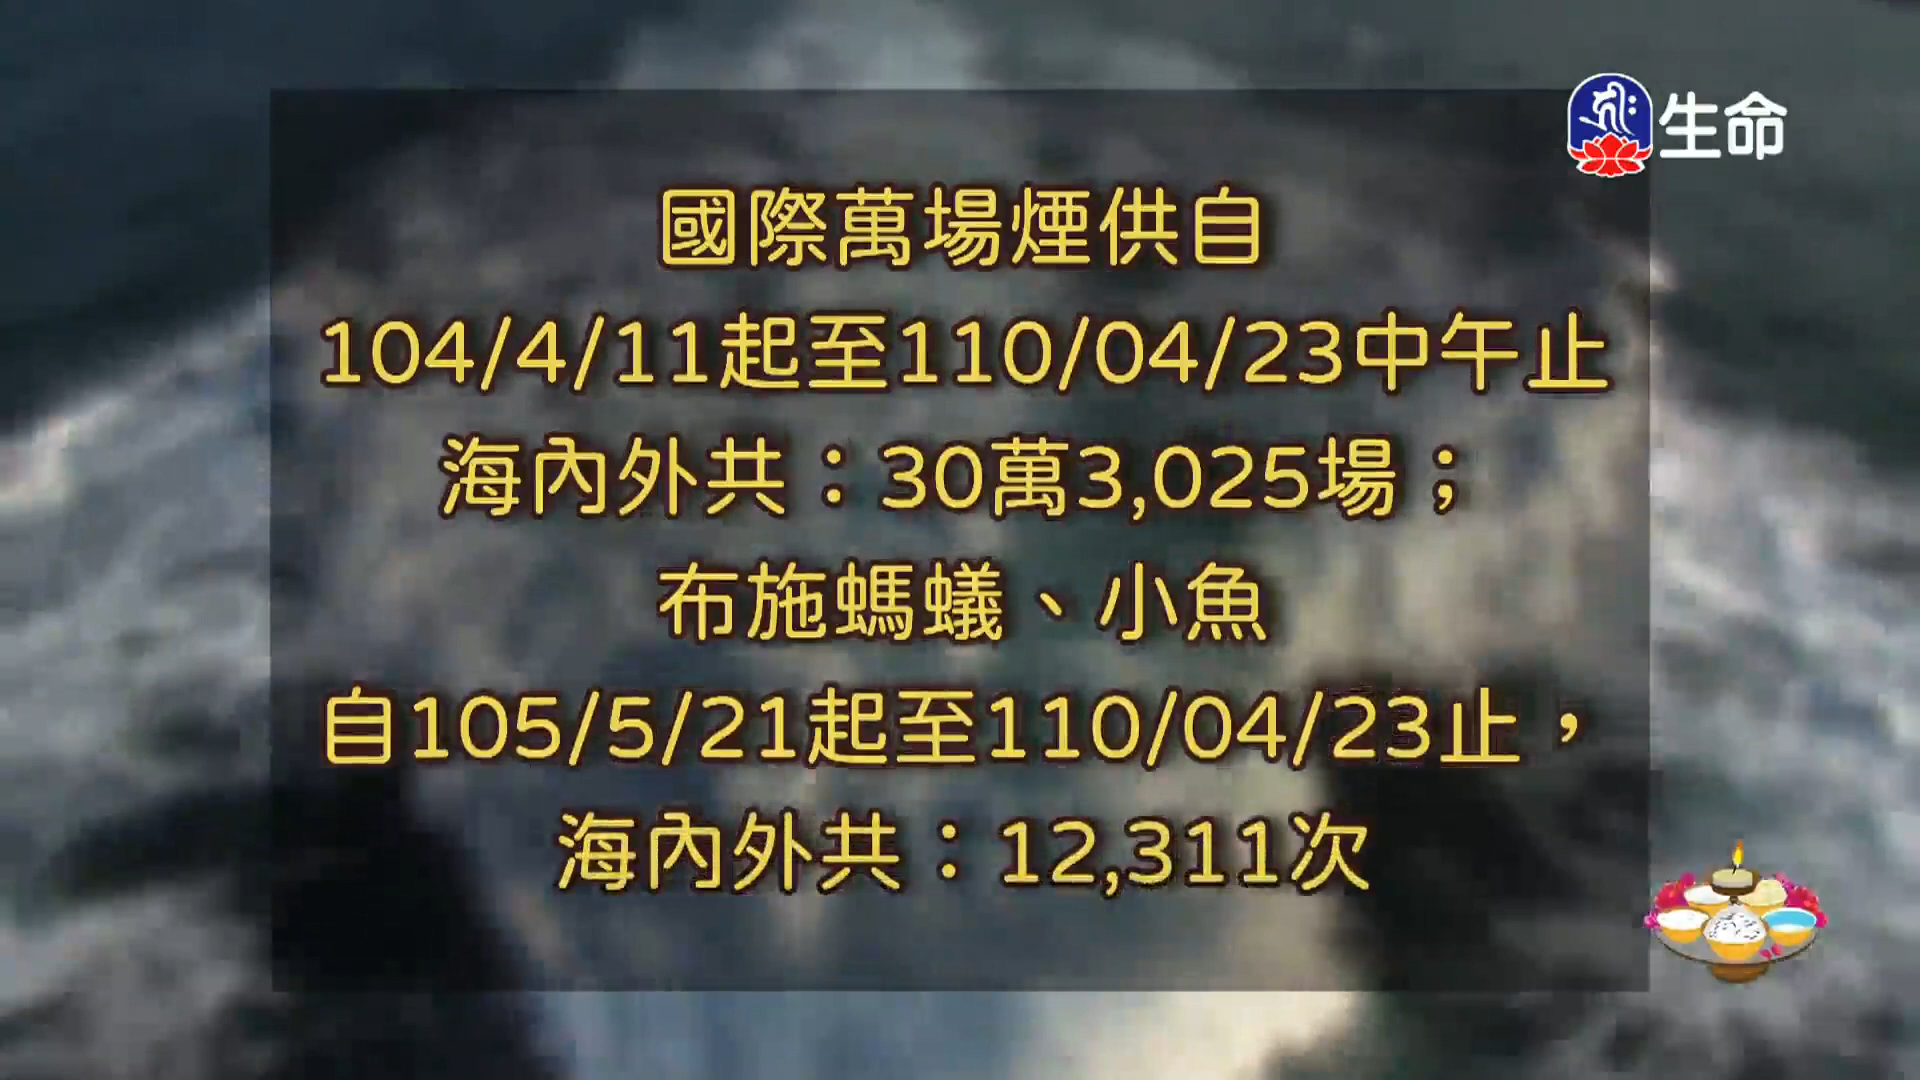 生命
國際萬場煙供自
104/4/11起至110/04/23中午止
海內外共：30萬3,025場；
布施螞蟻、小魚
自105/5/21起至110/04/23止，
海內外共：12,311次